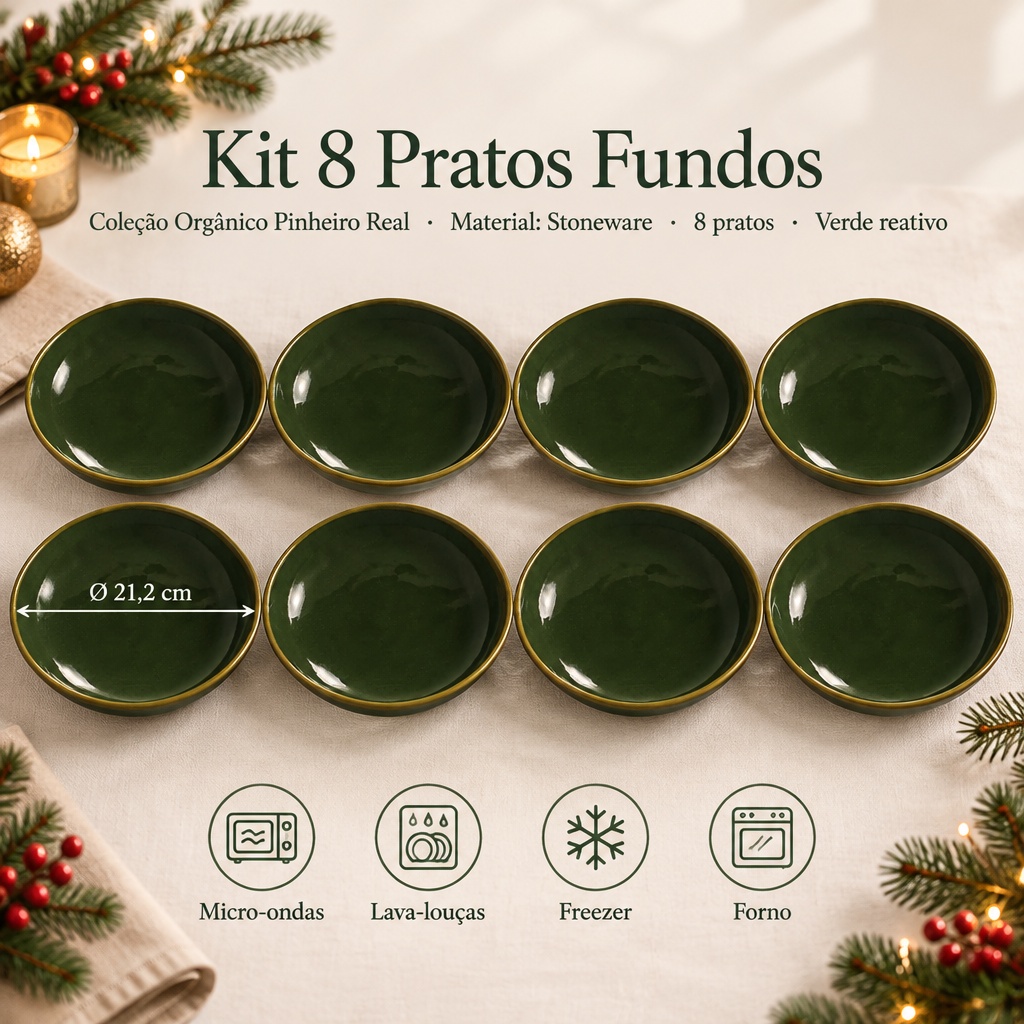 Kit 8 Pratos Fundos
Coleção Orgânico Pinheiro Real · Material: Stoneware · 8 pratos · Verde reativo
Ø 21,2 cm
Micro-ondas Lava-louças Freezer Forno